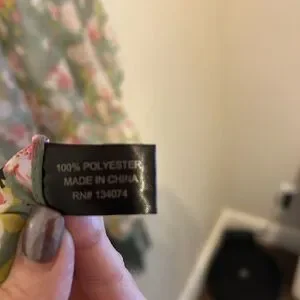 100% POLYESTER
MADE IN CHINA
RN# 134074